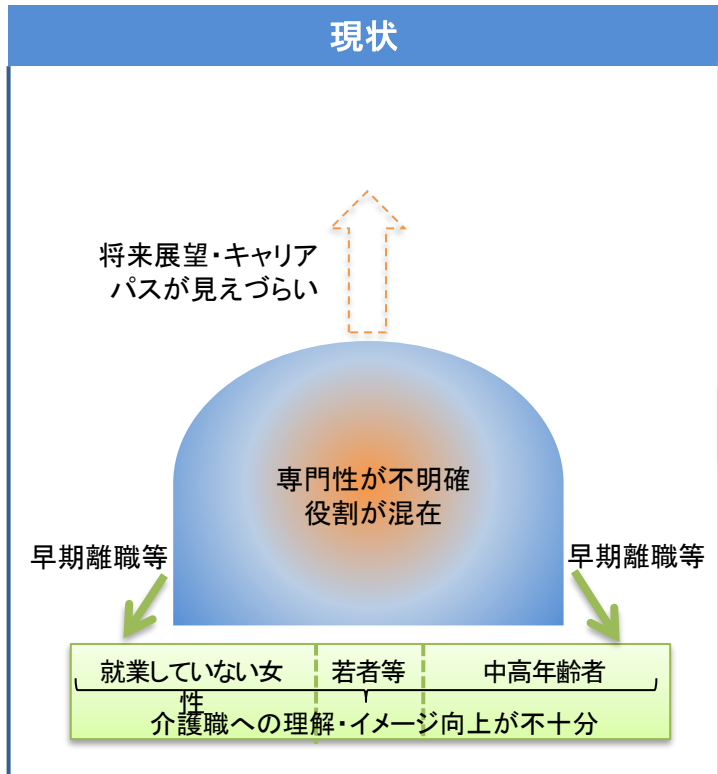 現状
将来展望・キャリア
パスが見えづらい
専門性が不明確
役割が混在
早期離職等
早期離職等
就業していない女
性
若者等
中高年齢者
介護職への理解・イメージ向上が不十分